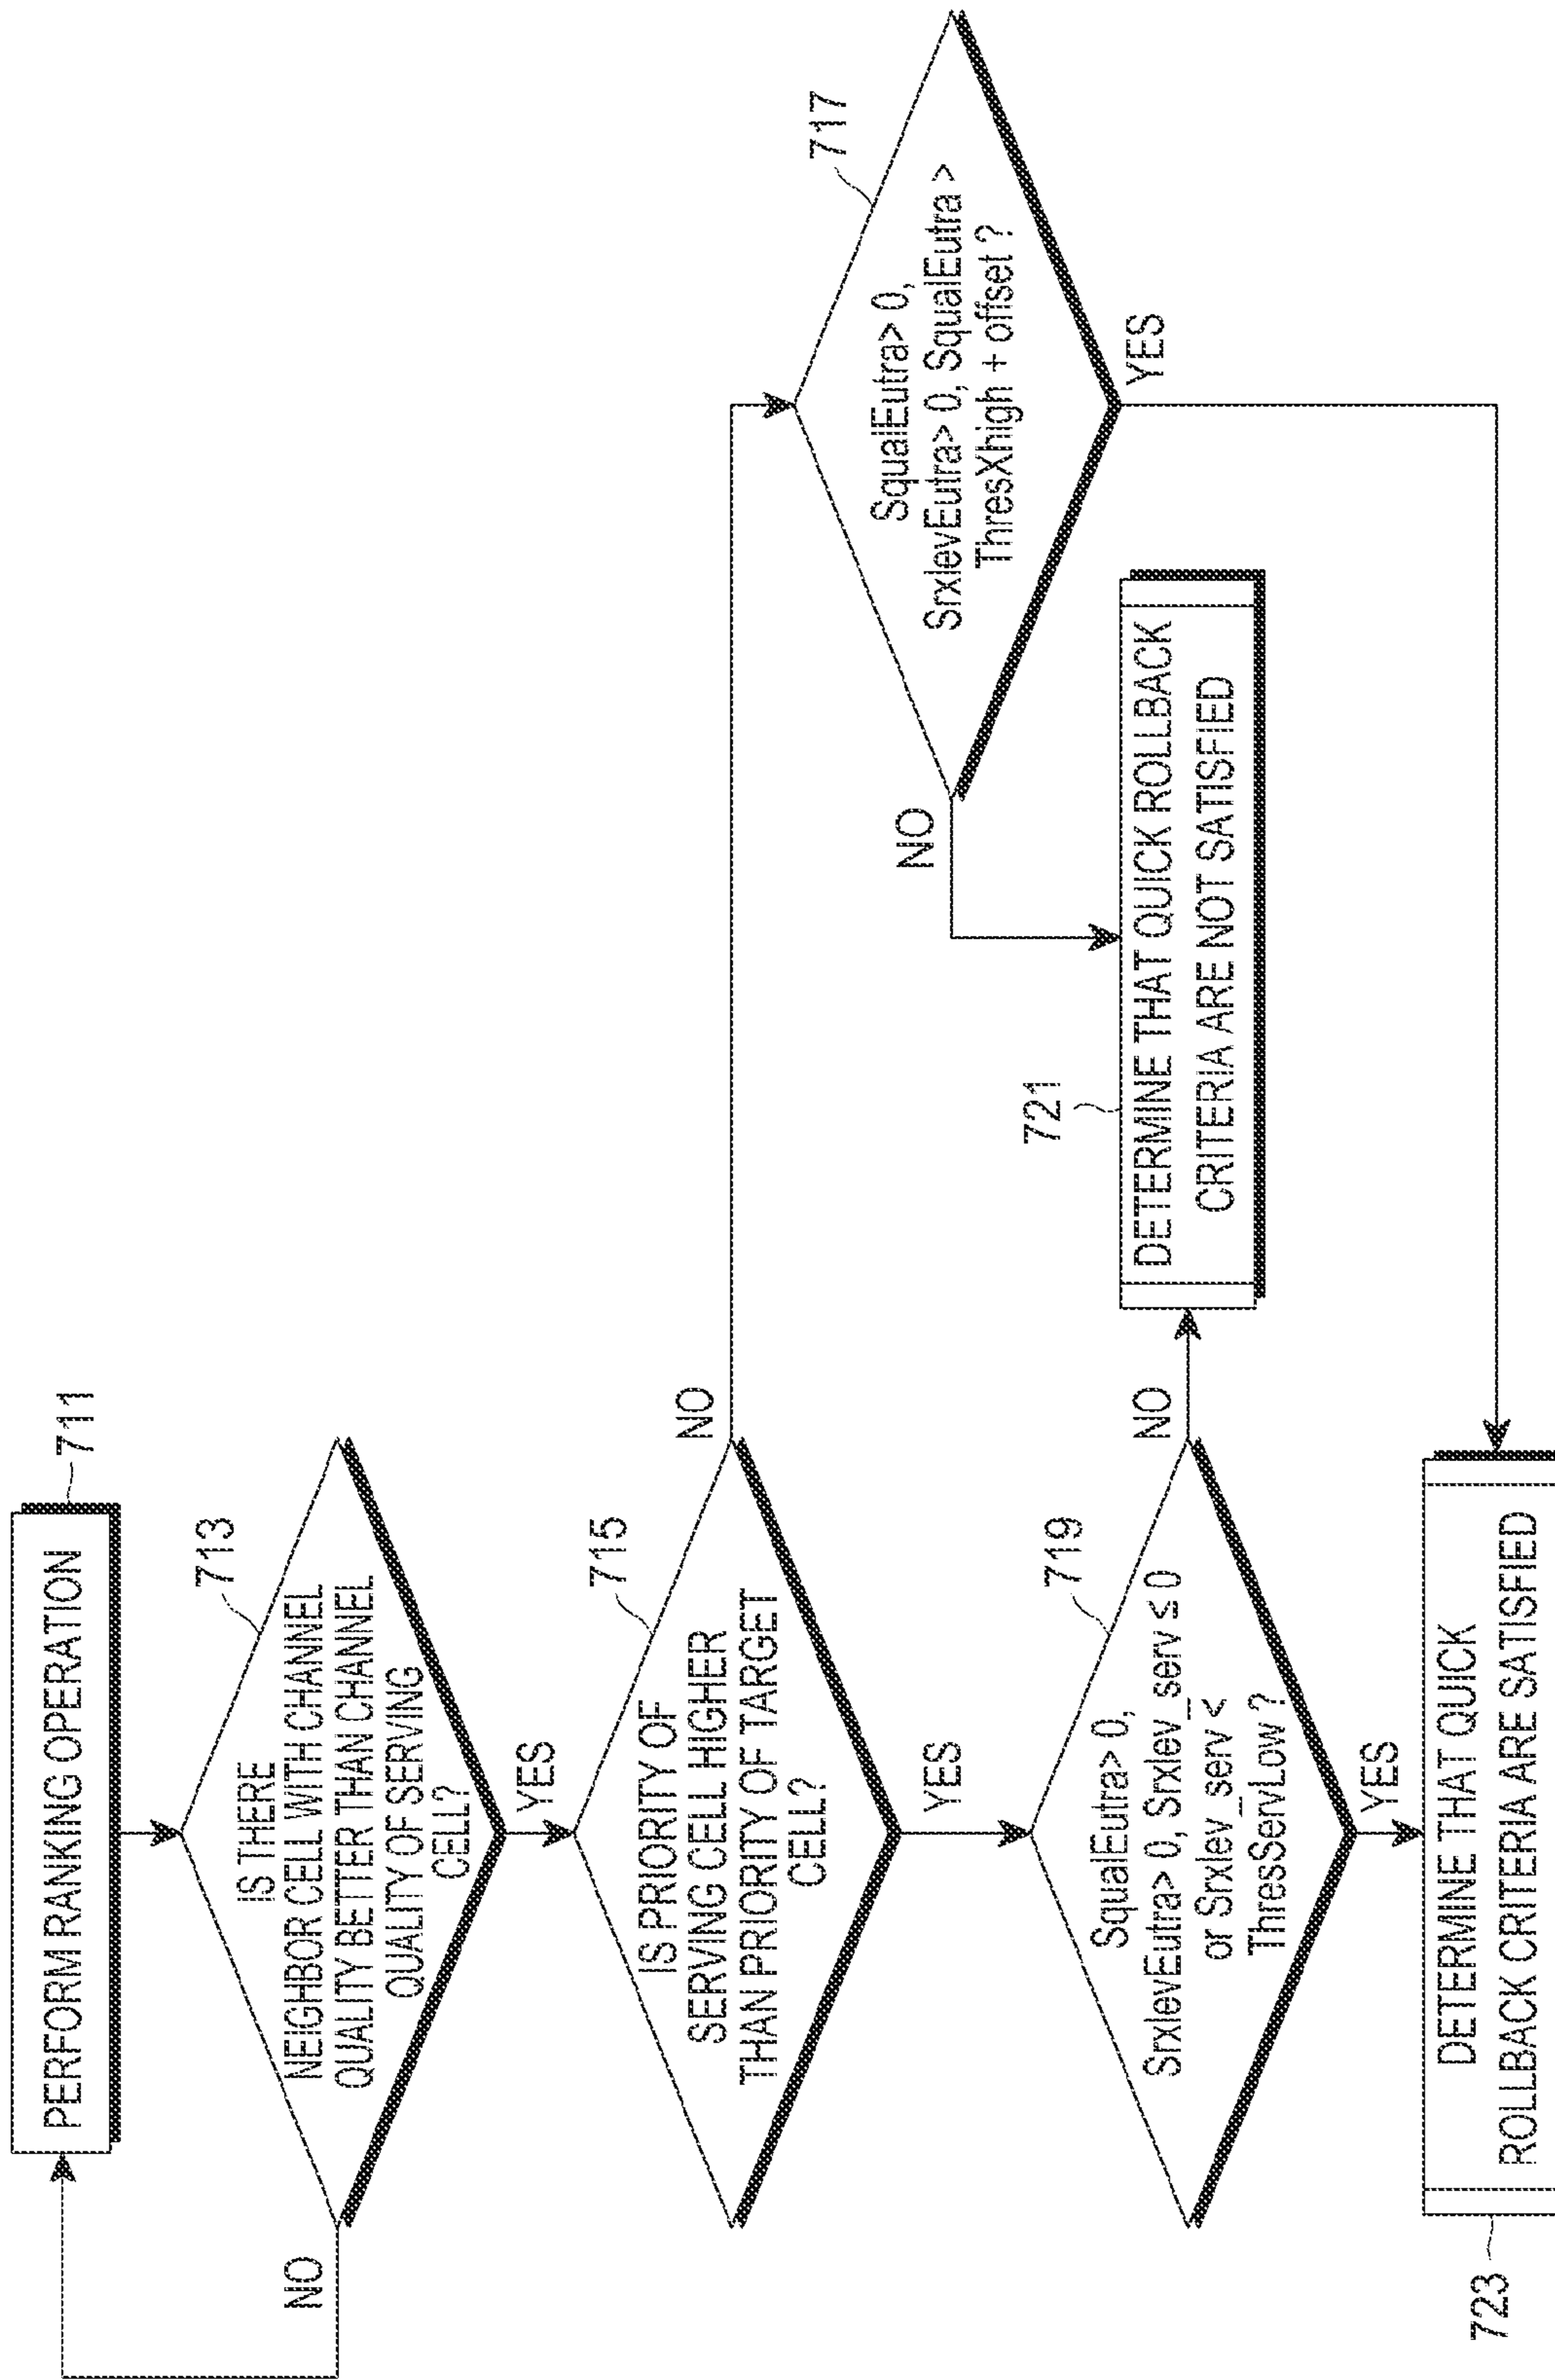 PERFORM RANKING OPERATION
711
713
IS THERE
NEIGHBOR CELL WITH CHANNEL
QUALITY BETTER THAN CHANNEL
QUALITY OF SERVING
CELL?
NO
YES
715
IS PRIORITY OF
SERVING CELL HIGHER
THAN PRIORITY OF TARGET
CELL?
NO
YES
717
SqualEutra> 0,
SrxlevEutra> 0, SqualEutra >
ThresXhigh + offset ?
NO
YES
719
SqualEutra> 0,
SrxlevEutra> 0, Srxlev_serv ≤ 0
or Srxlev_serv <
ThresServLow ?
NO
YES
721
DETERMINE THAT QUICK ROLLBACK
CRITERIA ARE NOT SATISFIED
723
DETERMINE THAT QUICK
ROLLBACK CRITERIA ARE SATISFIED